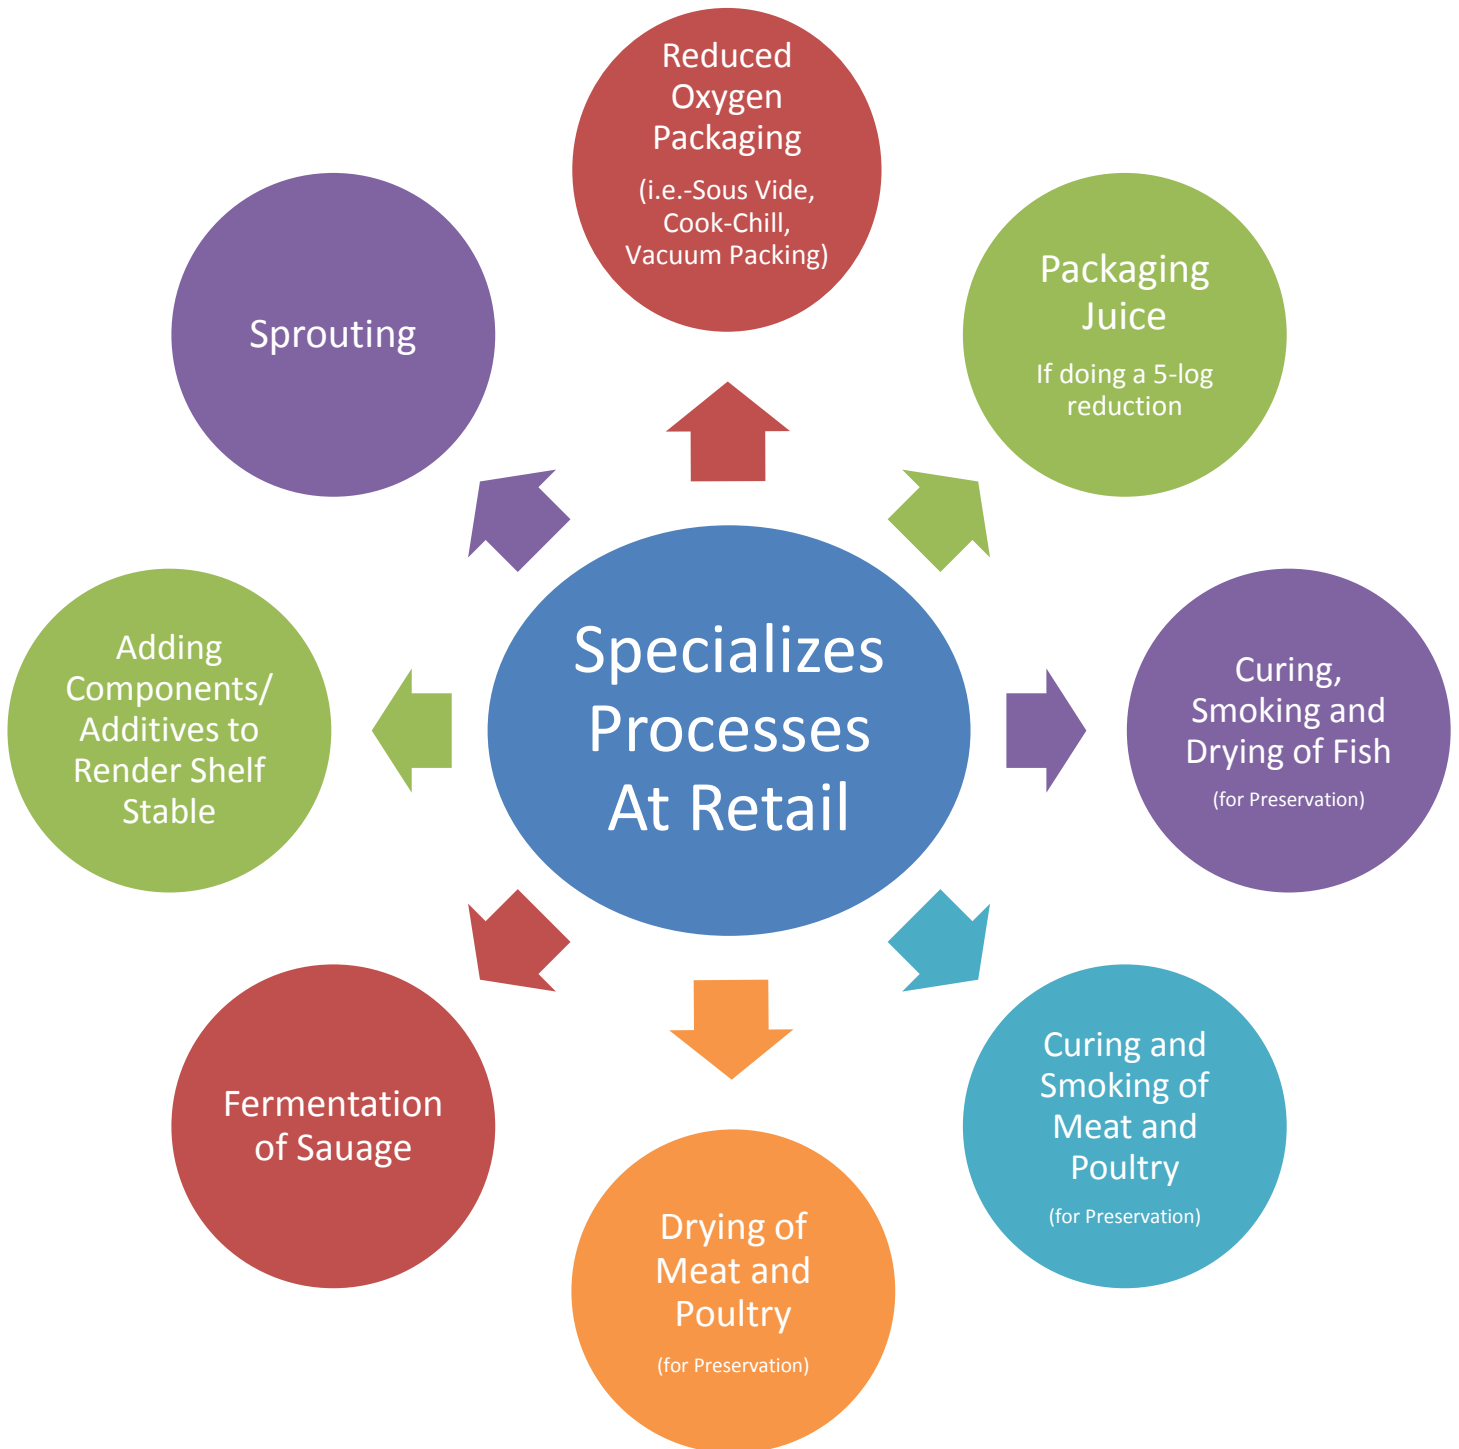 Reduced
Oxygen
Packaging
(i.e.-Sous Vide,
Cook-Chill,
Vacuum Packing)
Packaging
Juice
If doing a 5-log
reduction
Curing,
Smoking and
Drying of Fish
(for Preservation)
Curing and
Smoking of
Meat and
Poultry
(for Preservation)
Drying of
Meat and
Poultry
(for Preservation)
Fermentation
of Sauage
Adding
Components/
Additives to
Render Shelf
Stable
Sprouting
Specializes
Processes
At Retail